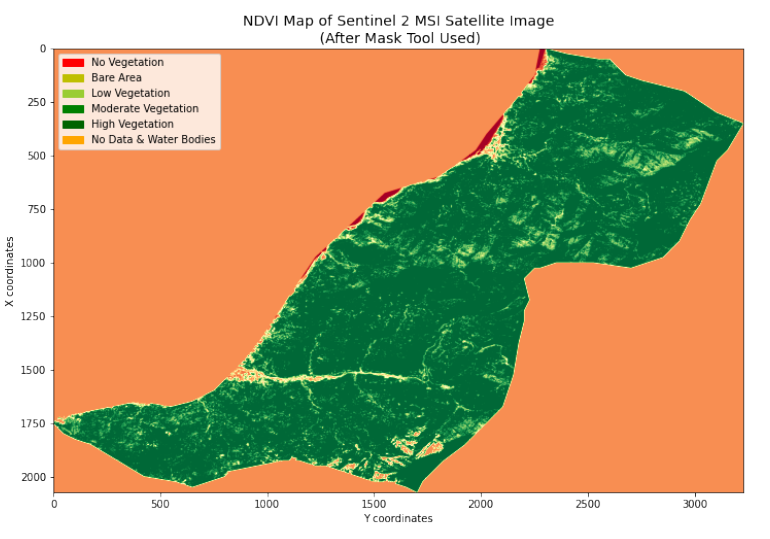 NDVI Map of Sentinel 2 MSI Satellite Image
(After Mask Tool Used)
No Vegetation
Bare Area
Low Vegetation
Moderate Vegetation
High Vegetation
No Data & Water Bodies
X coordinates
0
250
500
750
1000
1250
1500
1750
2000
0
500
1000
1500
2000
2500
3000
Y coordinates